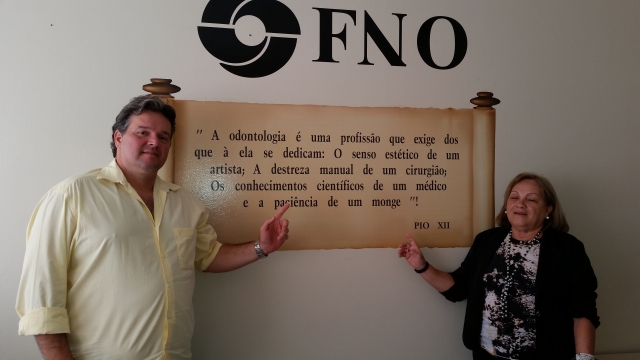 FNO
" A odontologia é uma profissão que exige dos
que à ela se dedicam: O senso estético de um
artista; A destreza manual de um cirurgião;
Os conhecimentos científicos de um médico
e a paciência de um monge "!
PIO XII